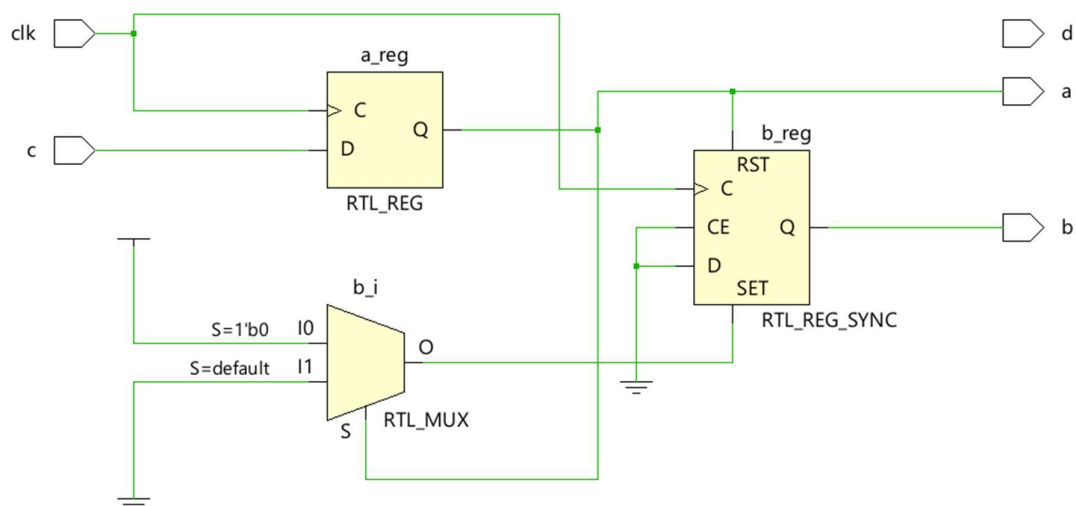 clk
d
a_reg
a
C
Q
b_reg
c
D
RST
C
RTL_REG
CE
Q
b
D
b_i
SET
S=1'b0
I0
RTL_REG_SYNC
O
S=default
I1
RTL_MUX
S